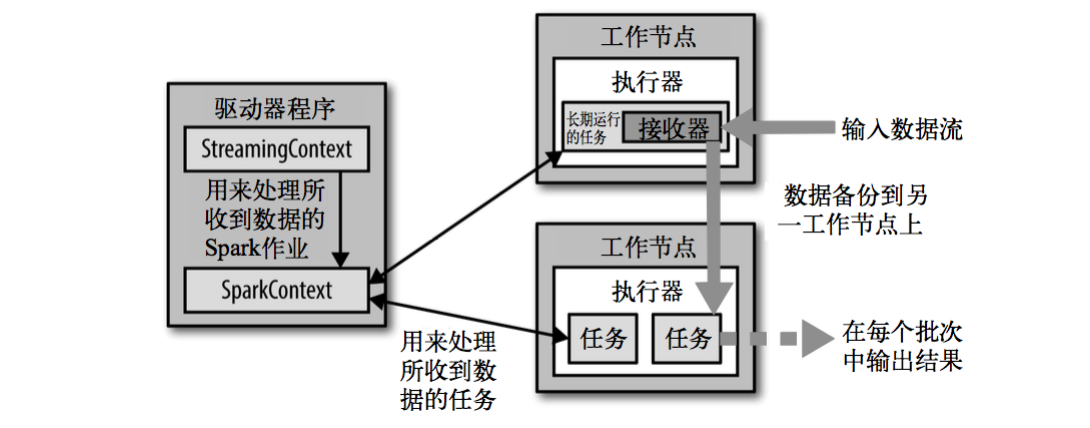 驱动器程序
StreamingContext
用来处理所
收到数据的
Spark作业
SparkContext
工作节点
执行器
长期运行
的任务
接收器
输入数据流
数据备份到另
一工作节点上
工作节点
执行器
任务
任务
用来处理
所收到数
据的任务
在每个批次
中输出结果